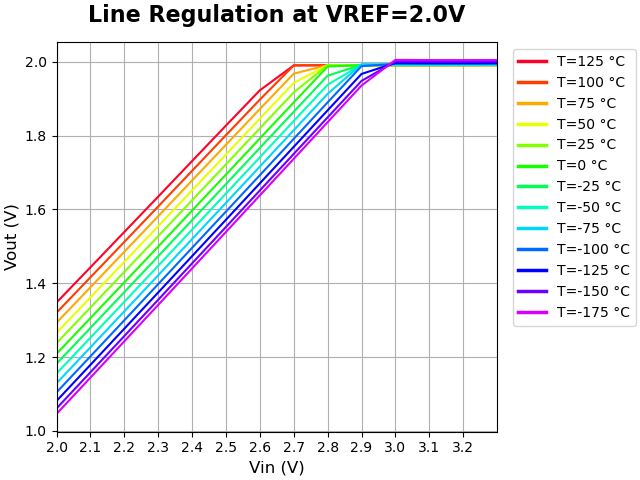 Line Regulation at VREF=2.0V
Vout (V)
2.0
1.8
1.6
1.4
1.2
1.0
2.0 2.1 2.2 2.3 2.4 2.5 2.6 2.7 2.8 2.9 3.0 3.1 3.2
Vin (V)
T=125 °C
T=100 °C
T=75 °C
T=50 °C
T=25 °C
T=0 °C
T=-25 °C
T=-50 °C
T=-75 °C
T=-100 °C
T=-125 °C
T=-150 °C
T=-175 °C